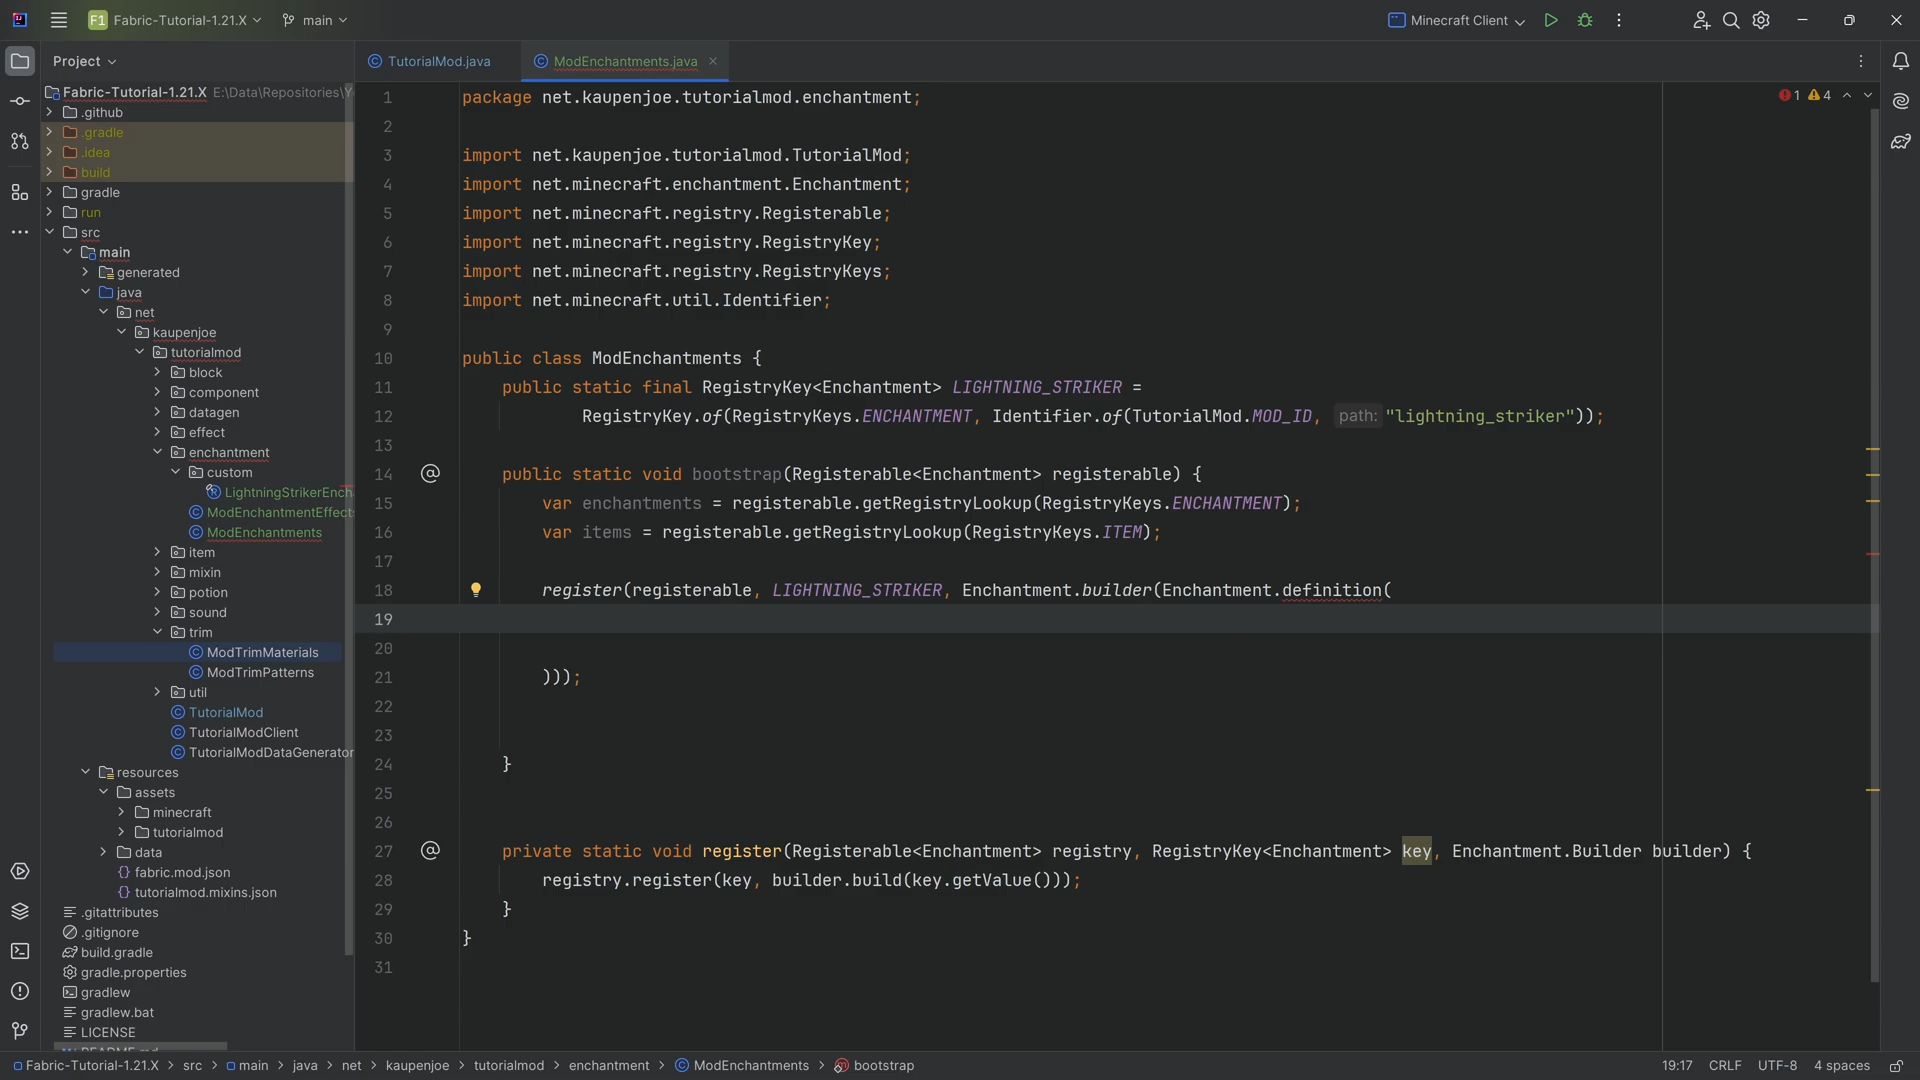 F1 Fabric-Tutorial-1.21.X main Minecraft Client
Project
TutorialMod.java ModEnchantments.java
Fabric-Tutorial-1.21.X E:\Data\Repositories\Y
.github
.gradle
.idea
build
gradle
run
src
main
generated
java
net
kaupenjoe
tutorialmod
block
component
datagen
effect
enchantment
custom
LightningStrikerEnch
ModEnchantmentEffects
ModEnchantments
item
mixin
potion
sound
trim
ModTrimMaterials
ModTrimPatterns
util
TutorialMod
TutorialModClient
TutorialModDataGenerator
resources
assets
minecraft
tutorialmod
data
fabric.mod.json
tutorialmod.mixins.json
.gitattributes
.gitignore
build.gradle
gradle.properties
gradlew
gradlew.bat
LICENSE
1 package net.kaupenjoe.tutorialmod.enchantment; 1 4
2
3 import net.kaupenjoe.tutorialmod.TutorialMod;
4 import net.minecraft.enchantment.Enchantment;
5 import net.minecraft.registry.Registerable;
6 import net.minecraft.registry.RegistryKey;
7 import net.minecraft.registry.RegistryKeys;
8 import net.minecraft.util.Identifier;
9
10 public class ModEnchantments {
11 public static final RegistryKey<Enchantment> LIGHTNING_STRIKER =
12 RegistryKey.of(RegistryKeys.ENCHANTMENT, Identifier.of(TutorialMod.MOD_ID, path: "lightning_striker"));
13
14 @ public static void bootstrap(Registerable<Enchantment> registerable) {
15 var enchantments = registerable.getRegistryLookup(RegistryKeys.ENCHANTMENT);
16 var items = registerable.getRegistryLookup(RegistryKeys.ITEM);
17
18 register(registerable, LIGHTNING_STRIKER, Enchantment.builder(Enchantment.definition(
19
20
21 )));
22
23
24 }
25
26
27 @ private static void register(Registerable<Enchantment> registry, RegistryKey<Enchantment> key, Enchantment.Builder builder) {
28 registry.register(key, builder.build(key.getValue()));
29 }
30 }
31
Fabric-Tutorial-1.21.X > src > main > java > net > kaupenjoe > tutorialmod > enchantment > ModEnchantments > bootstrap 19:17 CRLF UTF-8 4 spaces